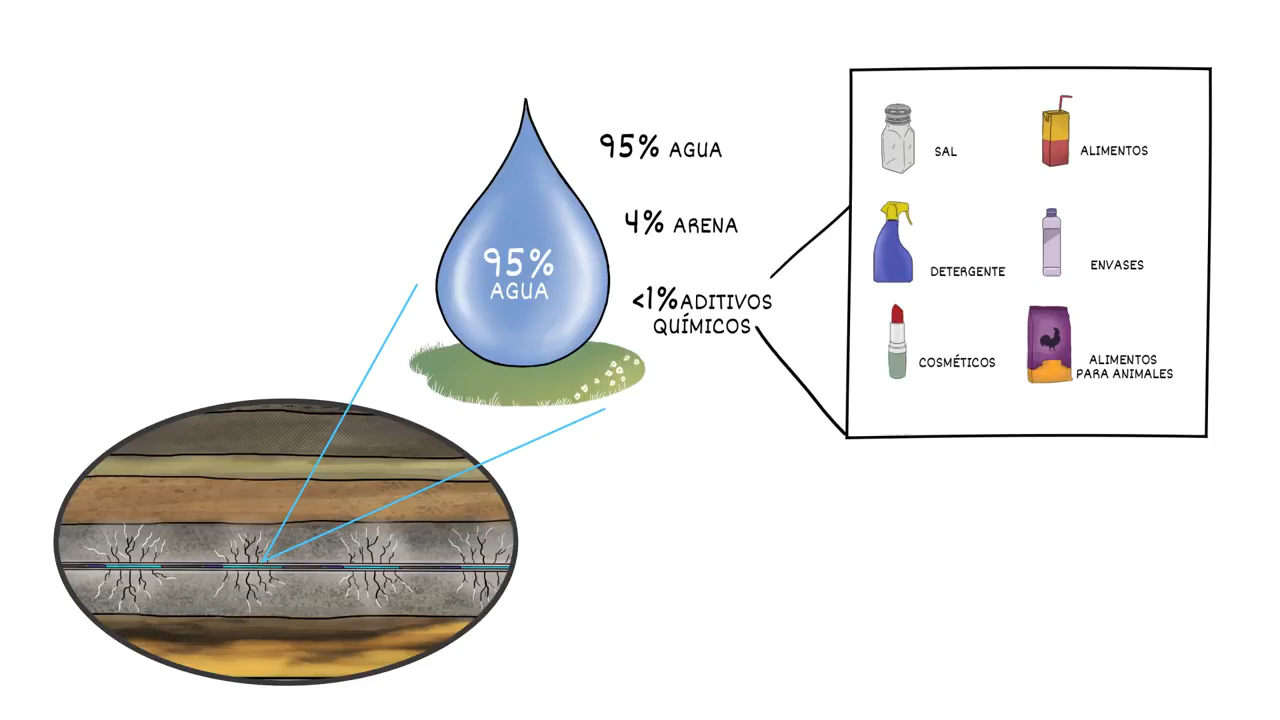 95% AGUA
4% ARENA
<1% ADITIVOS
QUÍMICOS
95%
AGUA
SAL
ALIMENTOS
DETERGENTE
ENVASES
COSMÉTICOS
ALIMENTOS
PARA ANIMALES